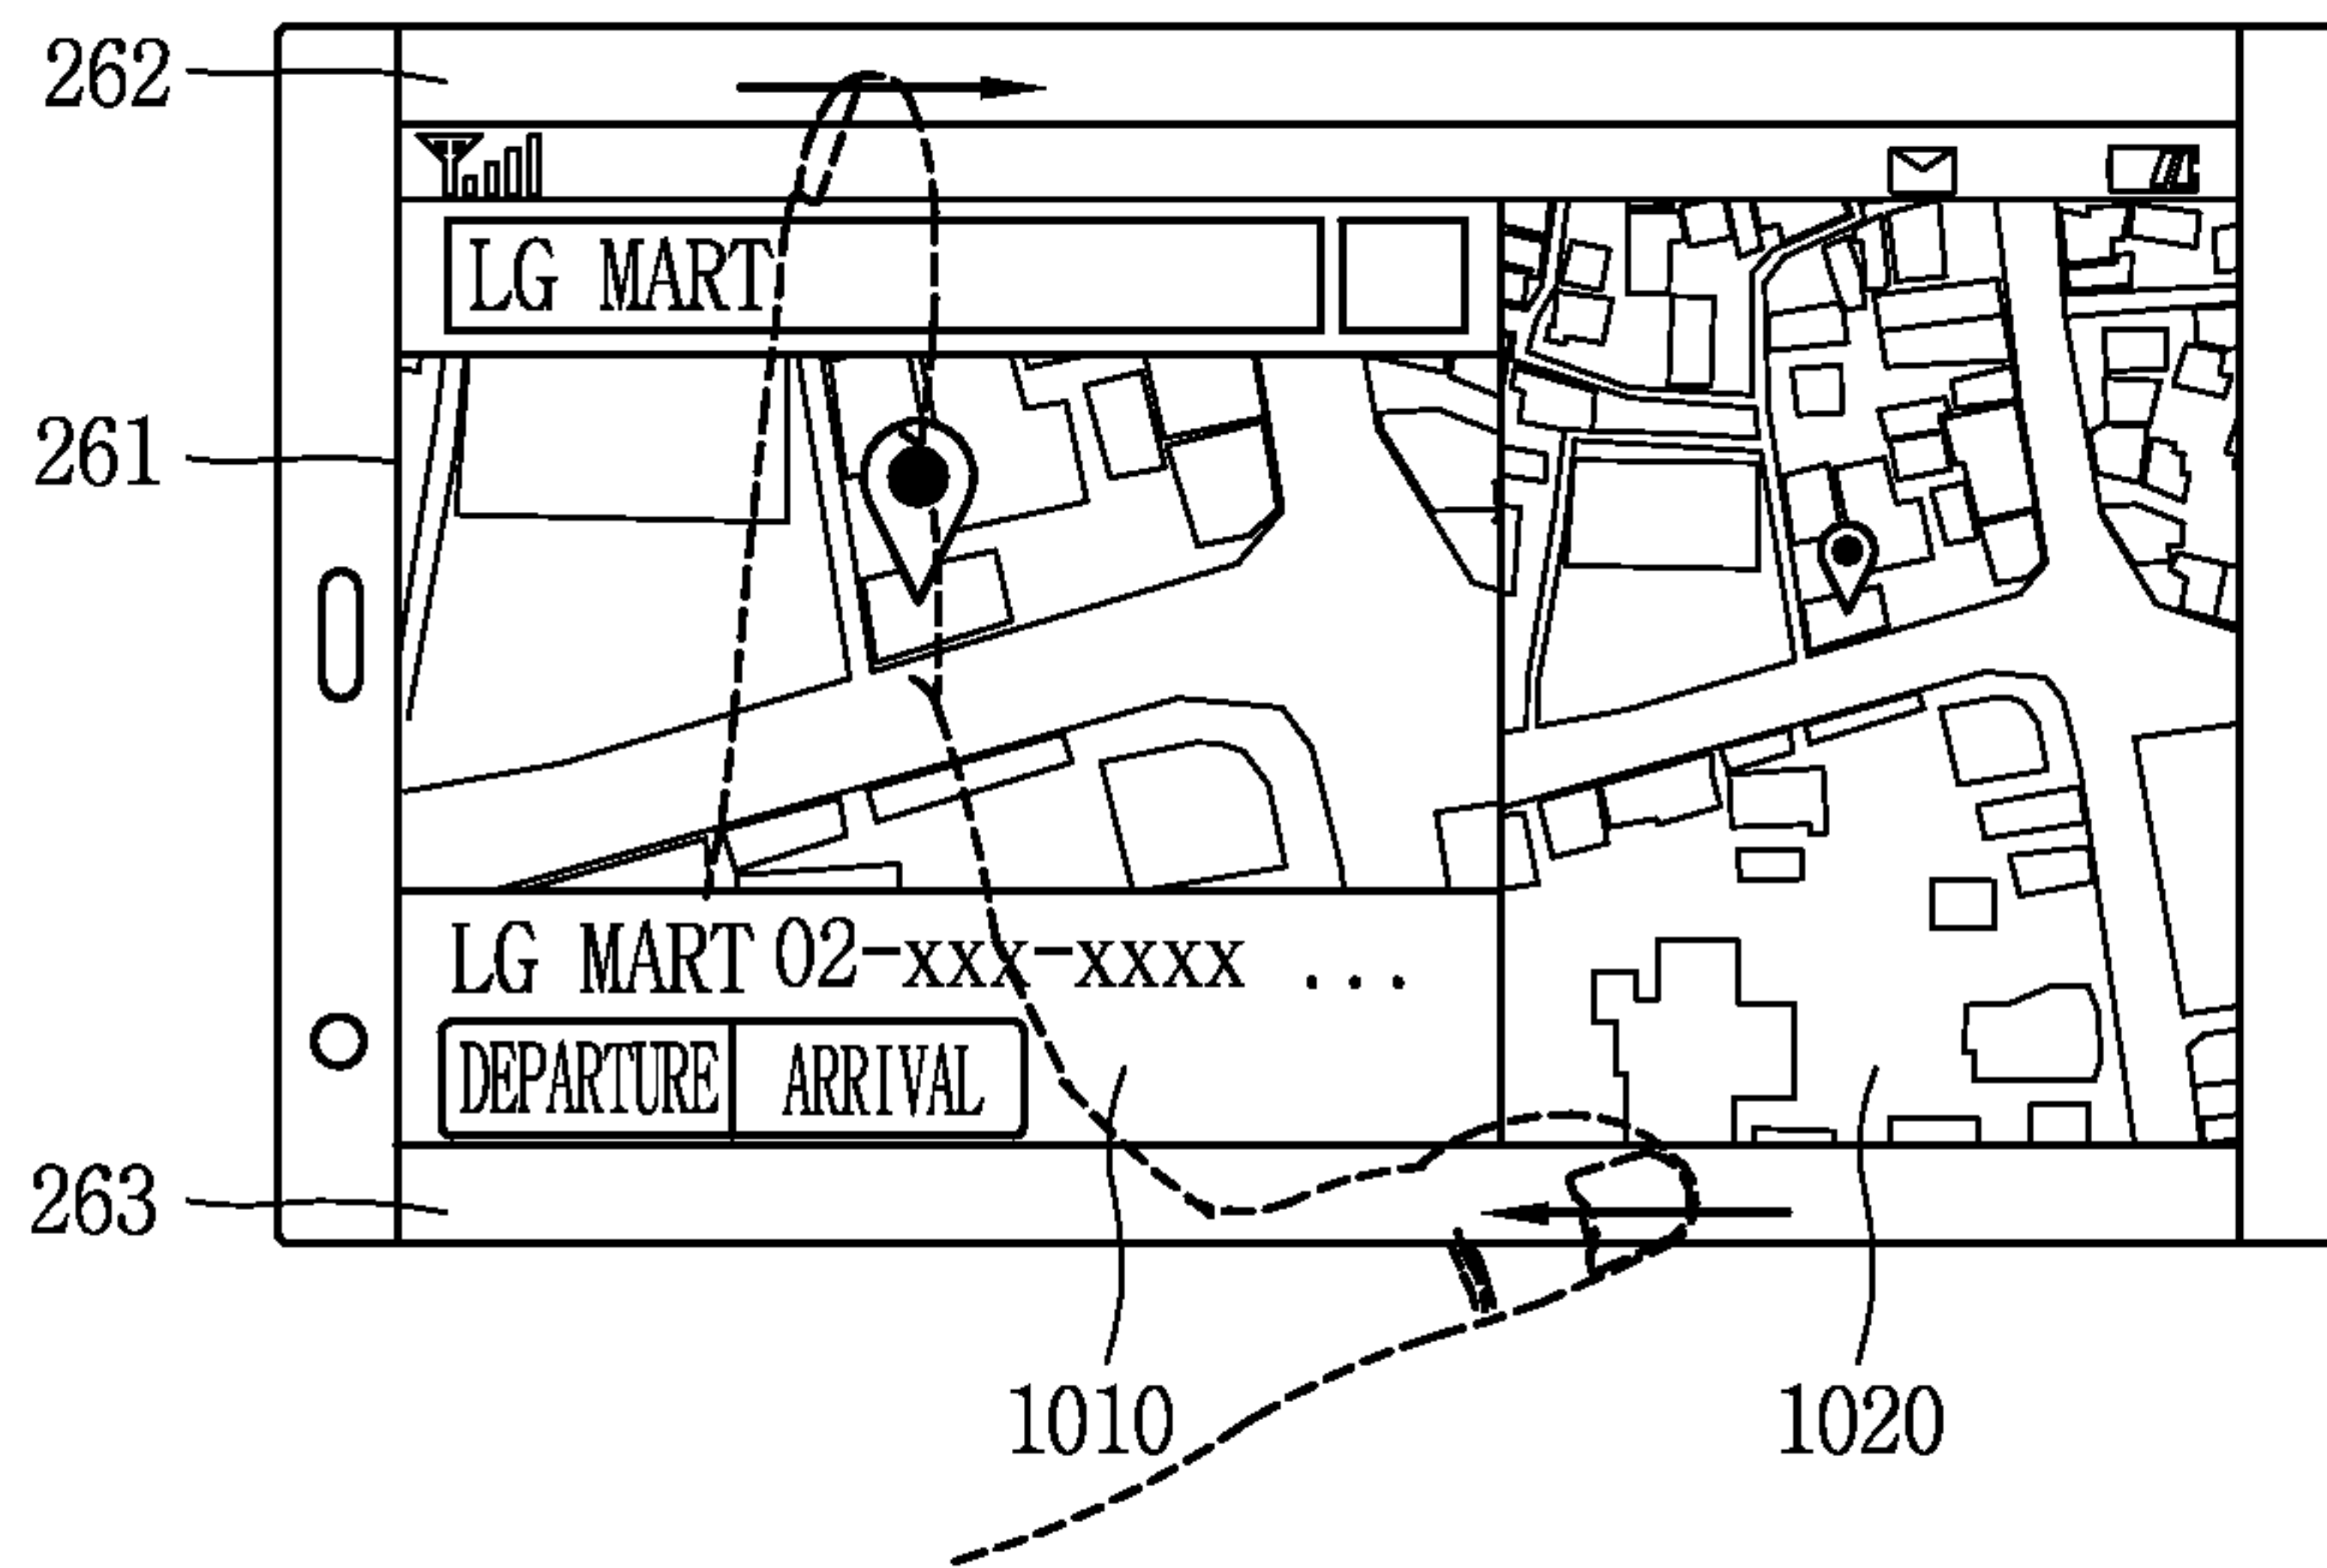 262
LG MART
261
LG MART 02-xxx-xxxx ...
DEPARTURE ARRIVAL
263
1010 1020